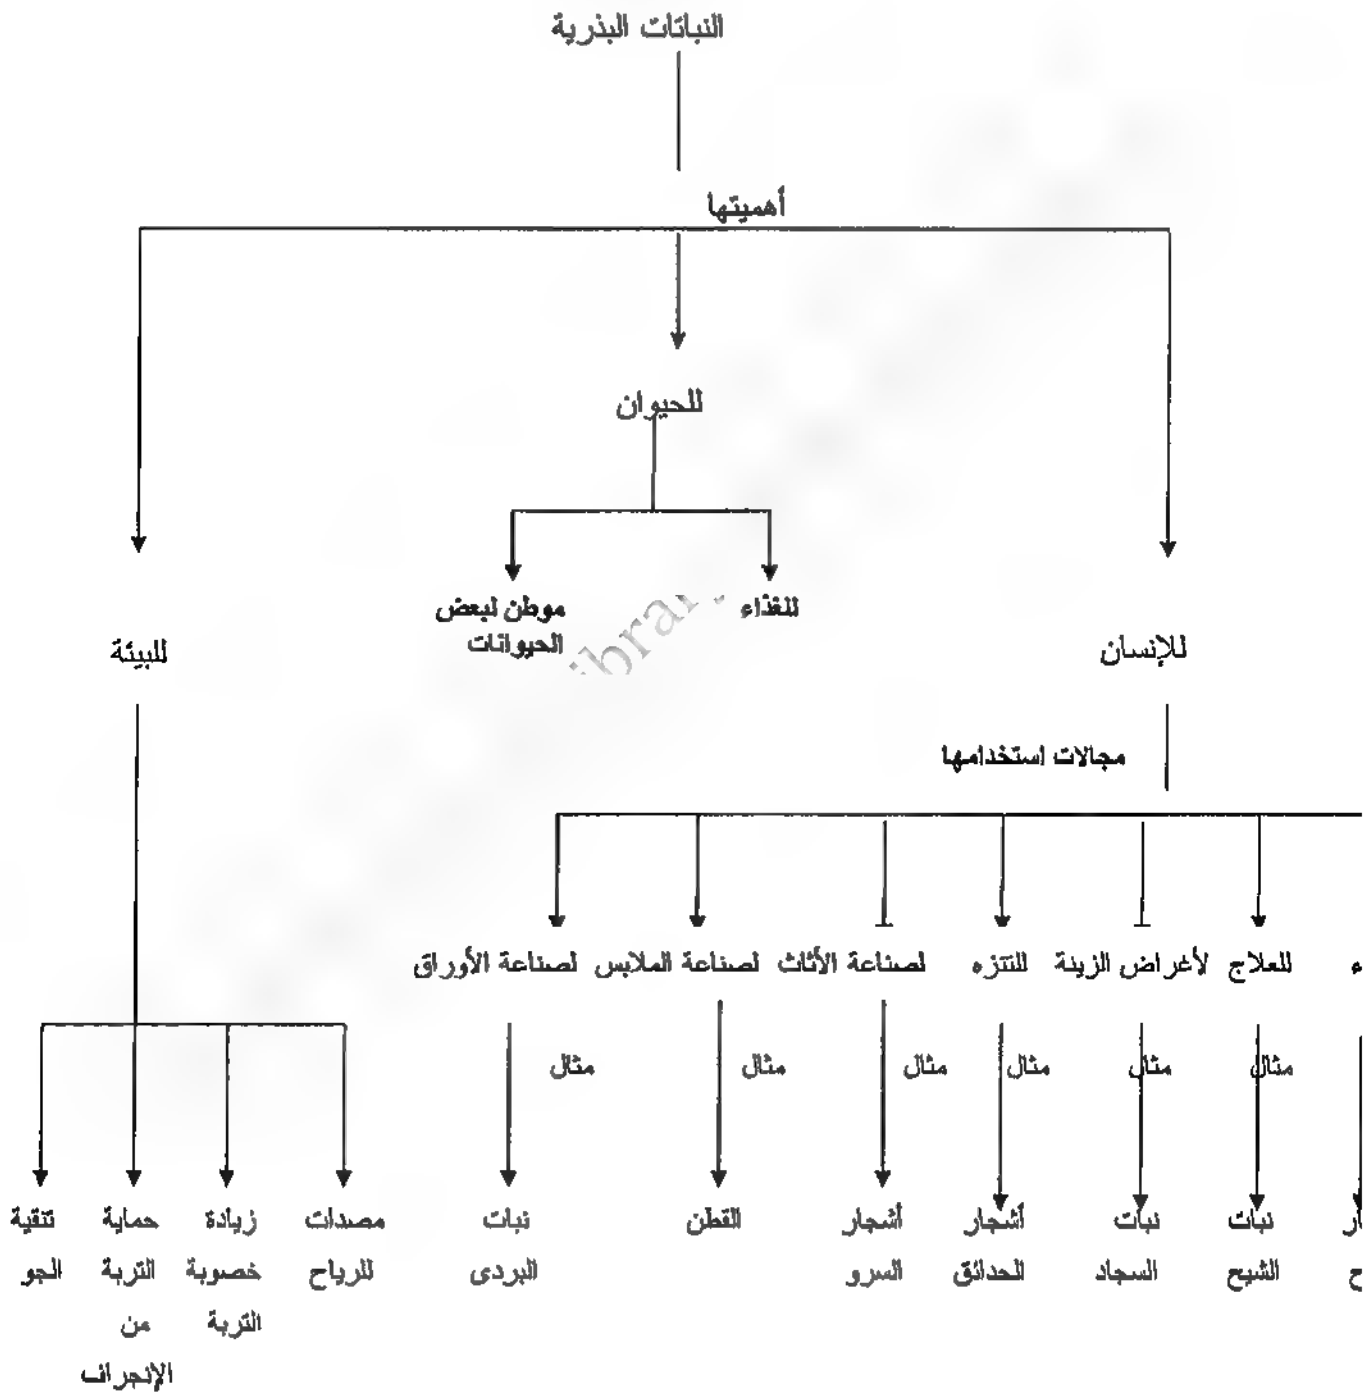 النباتات البذرية
أهميتها
للحيوان
للغذاء
موطن لبعض
الحيوانات
للإنسان
للبيئة
مجالات استخدامها
للعلاج
لأغراض الزينة
للتنزه
لصناعة الأثاث
لصناعة الملابس
لصناعة الأوراق
مثال
مثال
مثال
مثال
مثال
مثال
نبات
الشيح
نبات
السجاد
أشجار
الحدائق
أشجار
السرو
القطن
نبات
البردى
مصدات
للرياح
زيادة
خصوبة
التربة
حماية
التربة
من
الإنجراف
تنقية
الجو